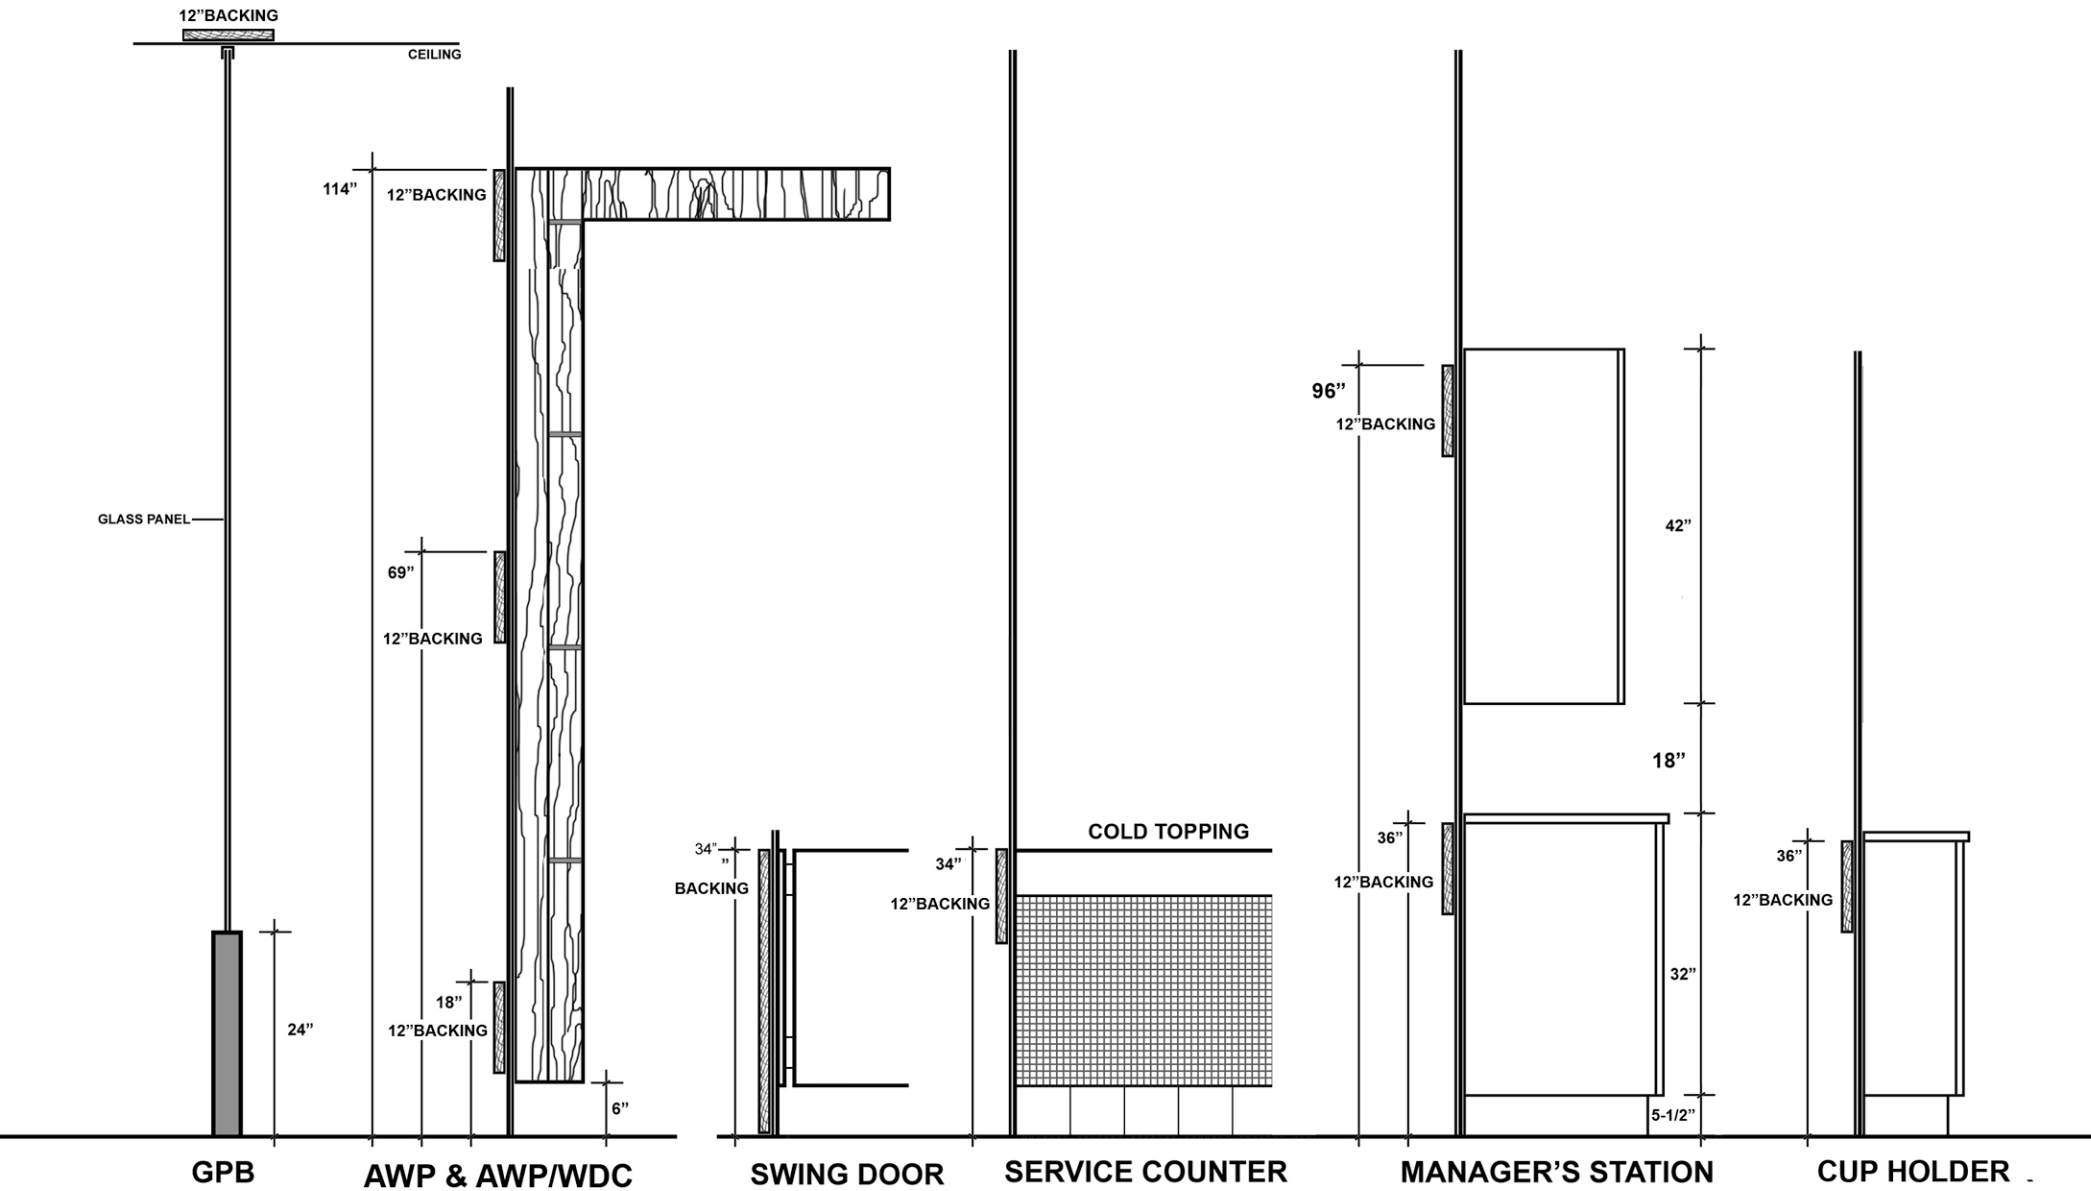 12”BACKING
CEILING
GLASS PANEL
24”
GPB
114”
12”BACKING
69”
12”BACKING
18”
12”BACKING
6”
AWP & AWP/WDC
34”
”
BACKING
SWING DOOR
COLD TOPPING
34”
12”BACKING
SERVICE COUNTER
96”
12”BACKING
42”
18”
36”
12”BACKING
32”
5-1/2”
MANAGER’S STATION
36”
12”BACKING
CUP HOLDER